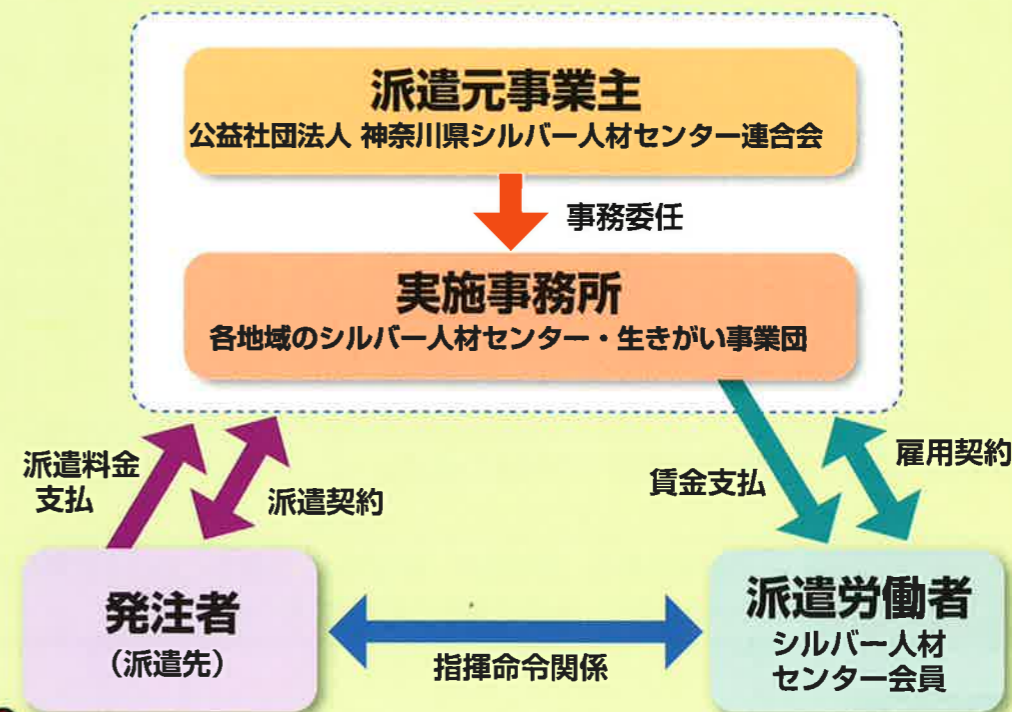 派遣元事業主
公益社団法人 神奈川県シルバー人材センター連合会
事務委任
実施事務所
各地域のシルバー人材センター・生きがい事業団
派遣料金
支払
派遣契約
賃金支払
雇用契約
発注者
(派遣先)
指揮命令関係
派遣労働者
シルバー人材
センター会員